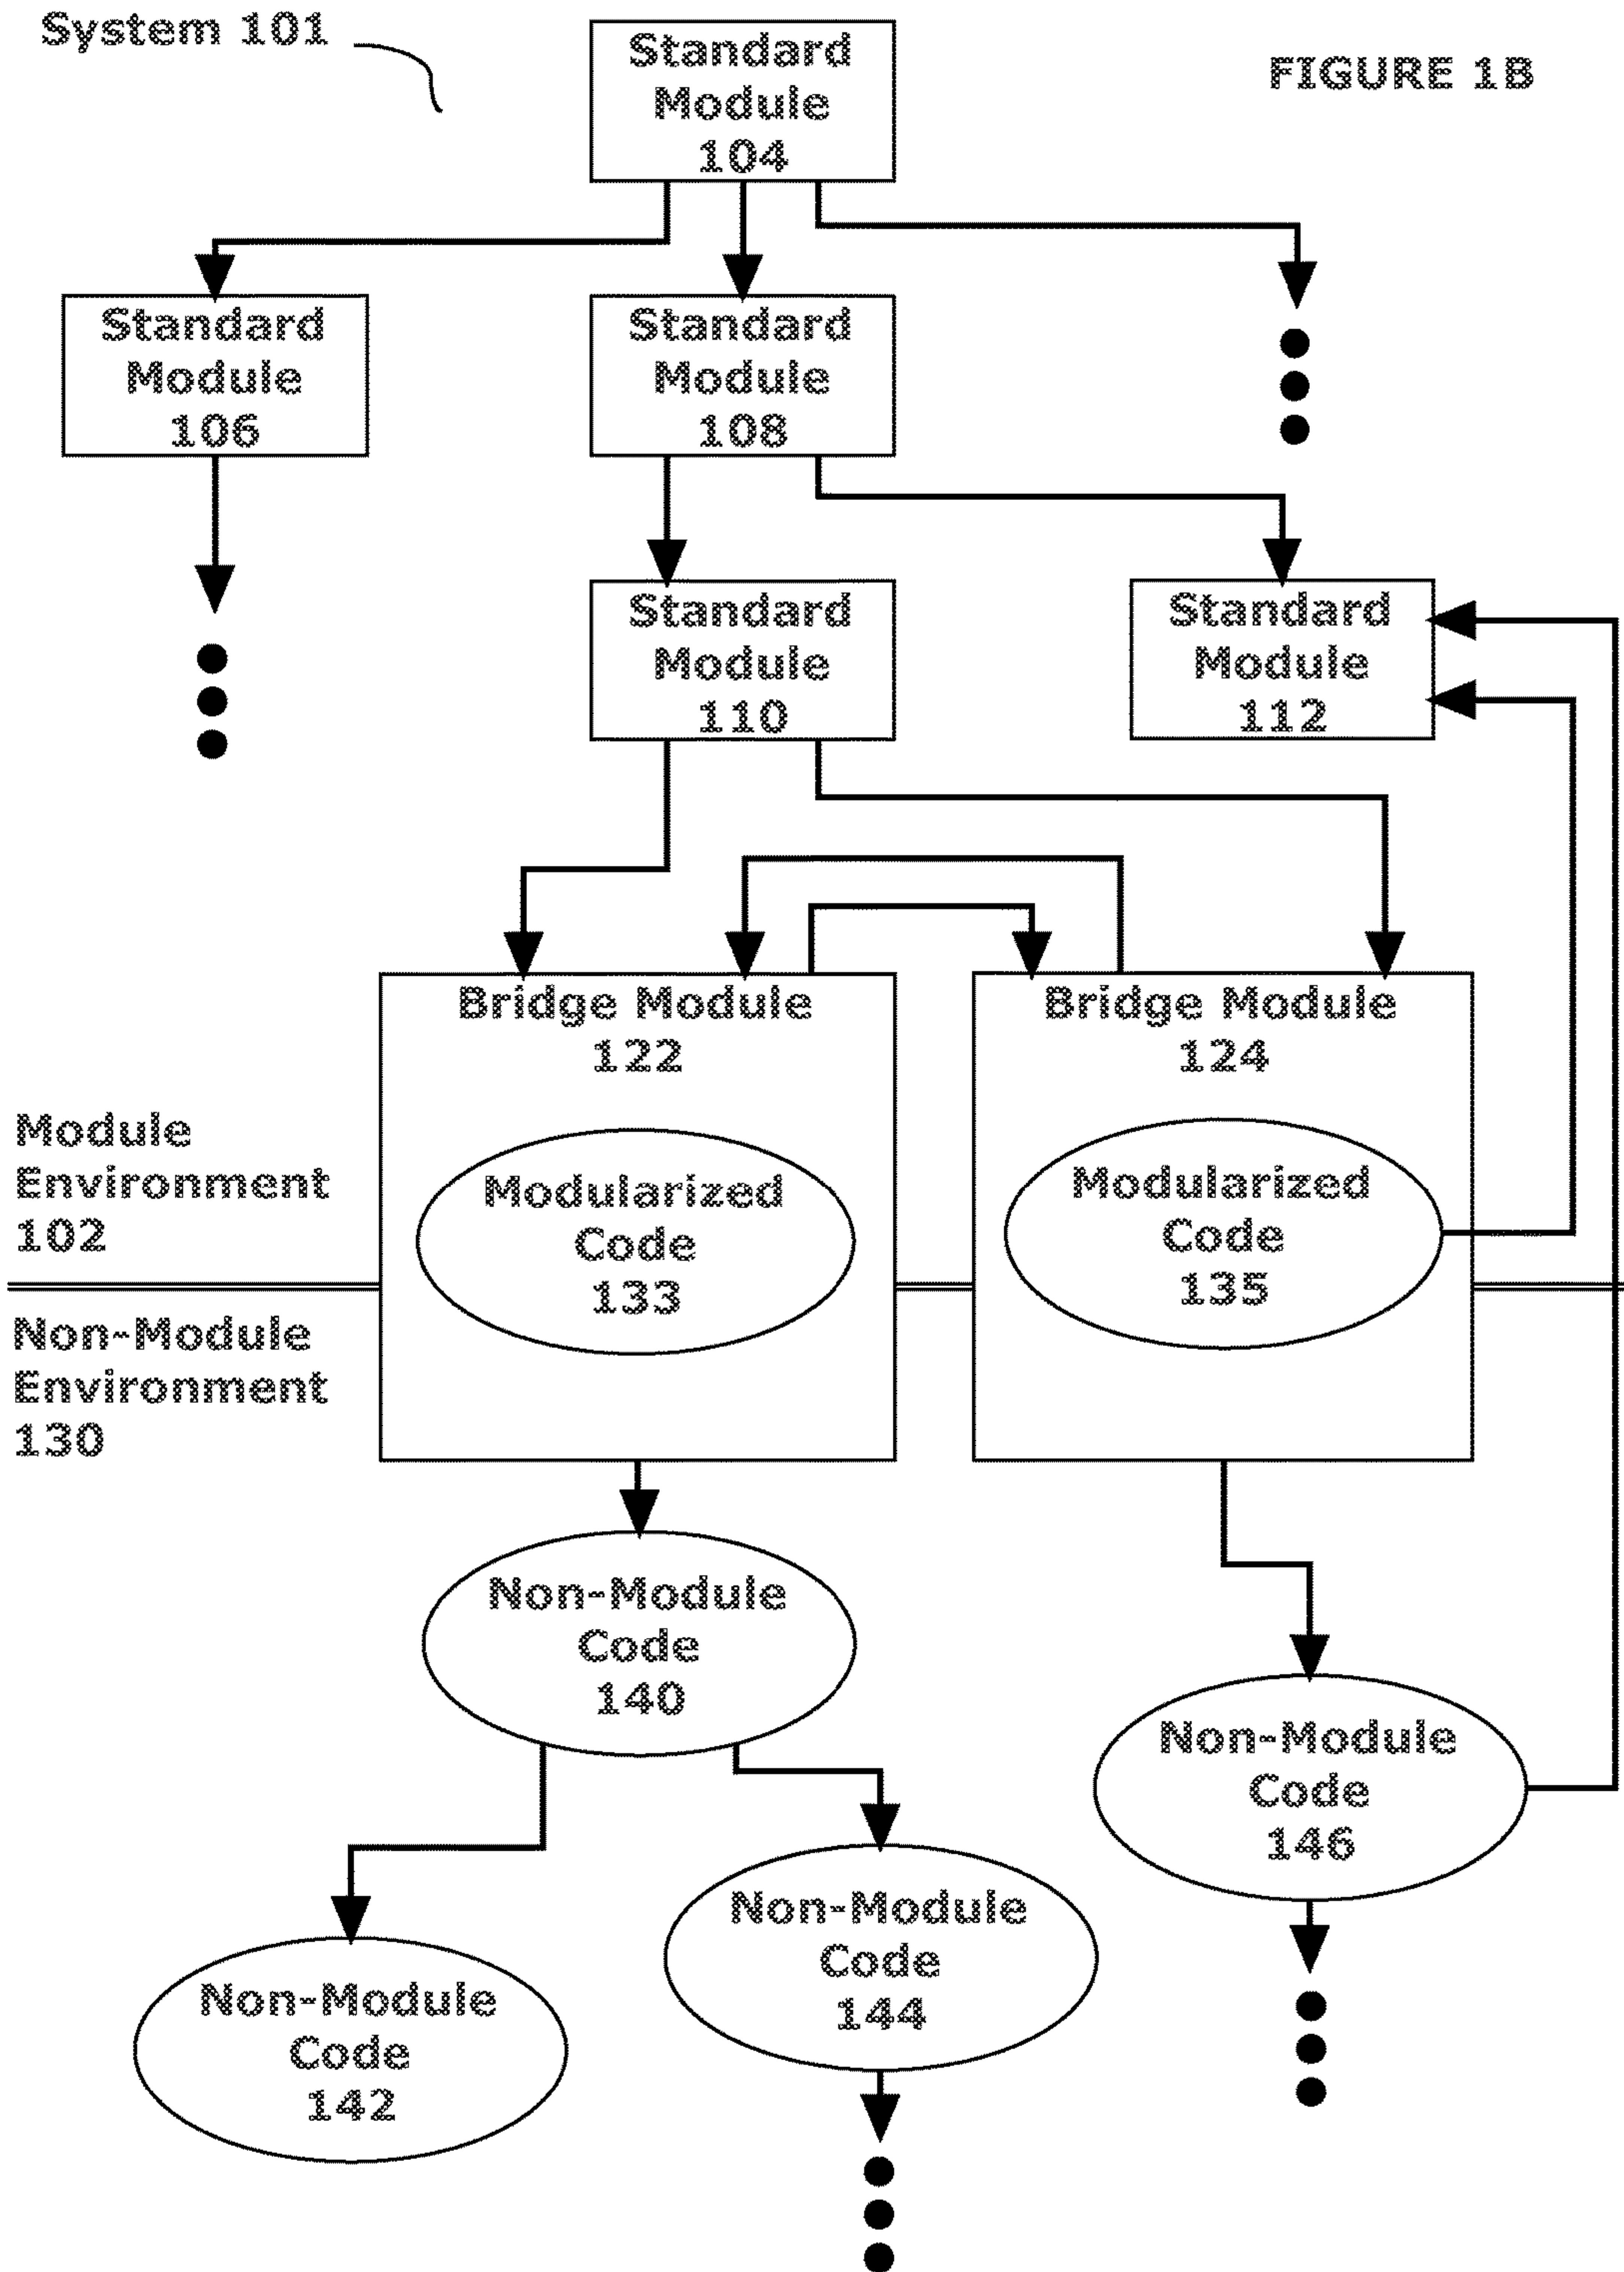 System 101
FIGURE 1B
Standard
Module
104
Standard
Module
106
Standard
Module
108
Standard
Module
110
Standard
Module
112
Bridge Module
122
Bridge Module
124
Module
Environment
102
Modularized
Code
133
Modularized
Code
135
Non-Module
Environment
130
Non-Module
Code
140
Non-Module
Code
146
Non-Module
Code
142
Non-Module
Code
144